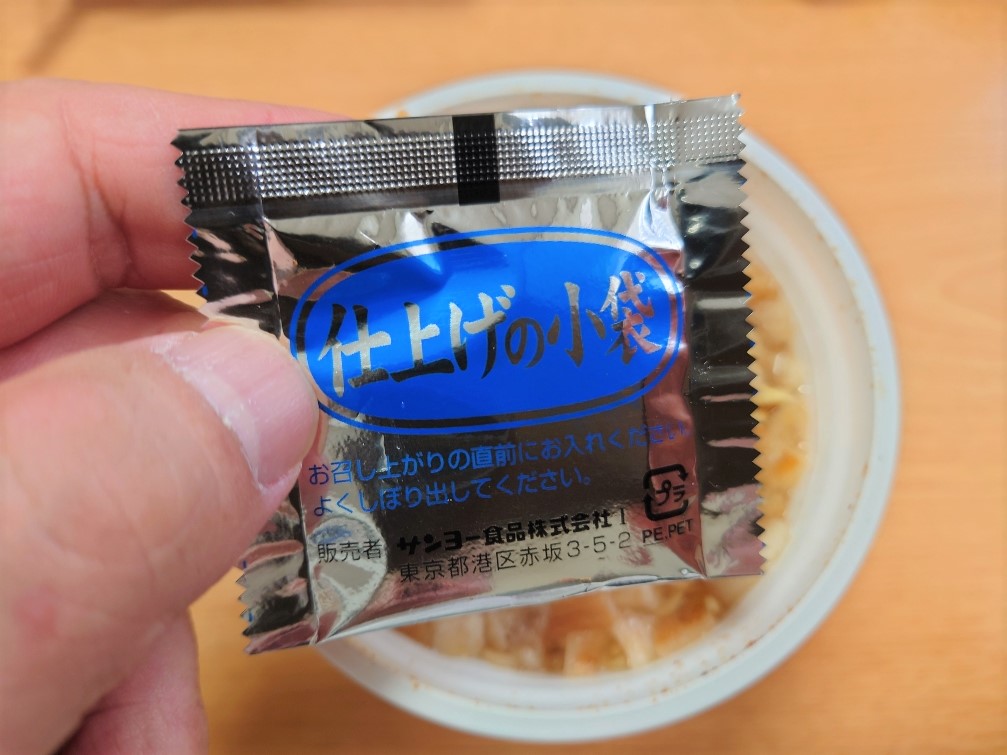 仕上げの小袋
お召し上がりの直前にお入れください。
よくしぼり出してください。
販売者 サンヨー食品株式会社 I
東京都港区赤坂3-5-2
プラ
PE.PET